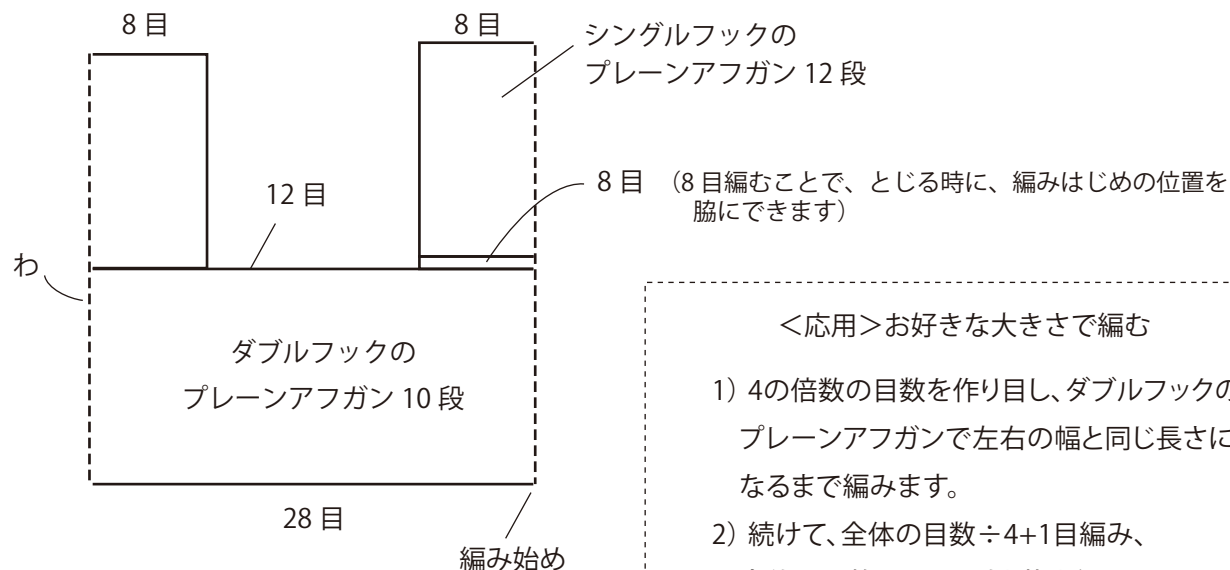 8 目
8 目
シングルフックの
プレーンアフガン 12 段
8 目 （8 目編むことで、とじる時に、編みはじめの位置を
脇にできます）
12 目
わ
ダブルフックの
プレーンアフガン 10 段
28 目
編み始め
＜応用＞お好きな大きさで編む
1） 4の倍数の目数を作り目し、ダブルフックの
プレーンアフガンで左右の幅と同じ長さに
なるまで編みます。
2） 続けて、全体の目数÷4+1目編み、